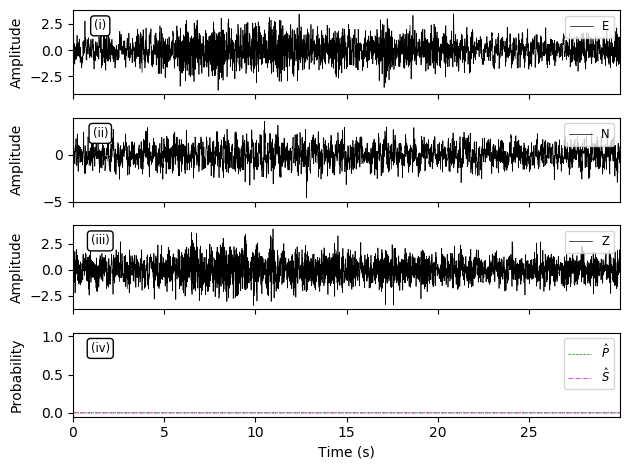 (i)
E
Amplitude
2.5
0.0
−2.5
(ii)
N
Amplitude
0
−5
(iii)
Z
Amplitude
2.5
0.0
−2.5
(iv)
P̂
Ŝ
Probability
1.0
0.5
0.0
0 5 10 15 20 25
Time (s)